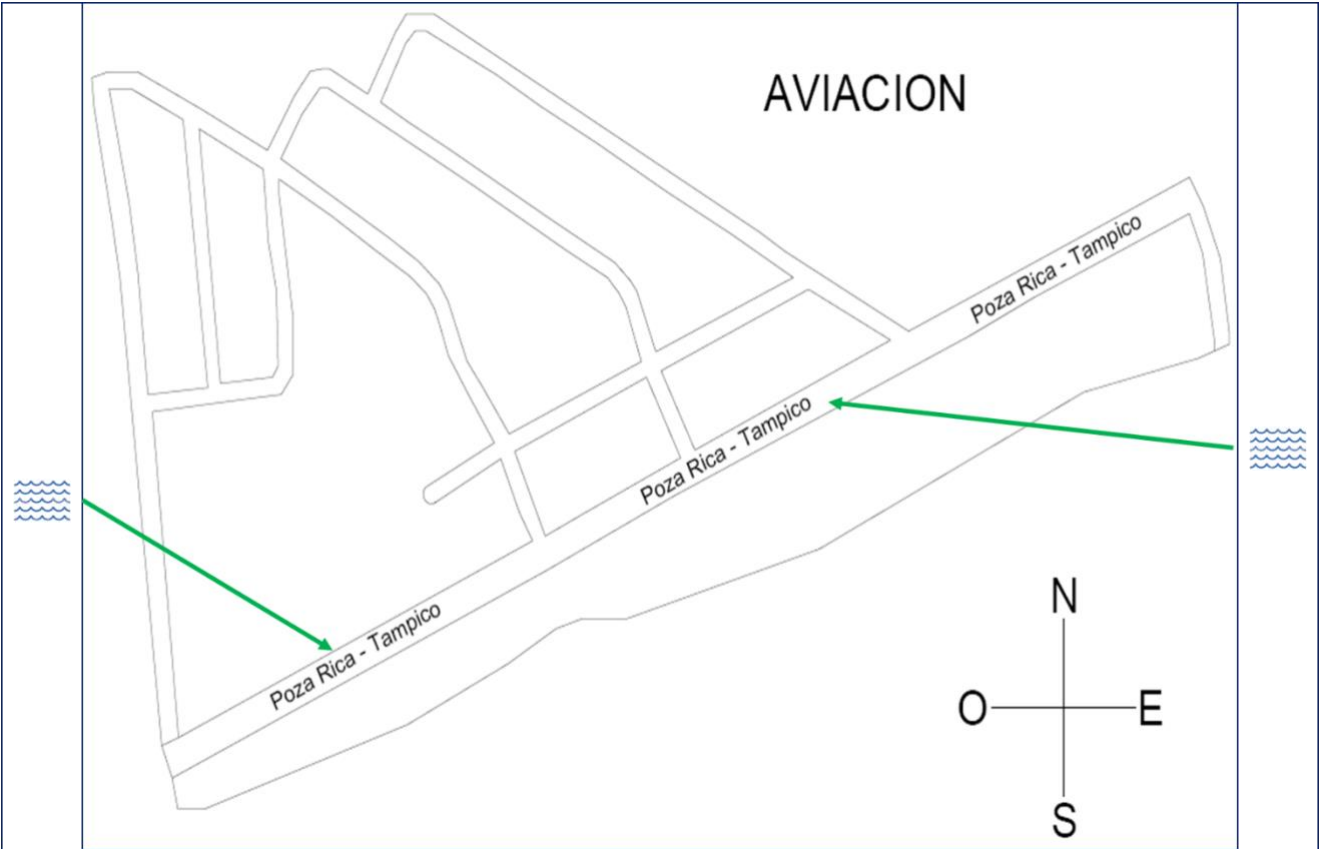 AVIACION
Poza Rica - Tampico
Poza Rica - Tampico
Poza Rica - Tampico
N
O E
S